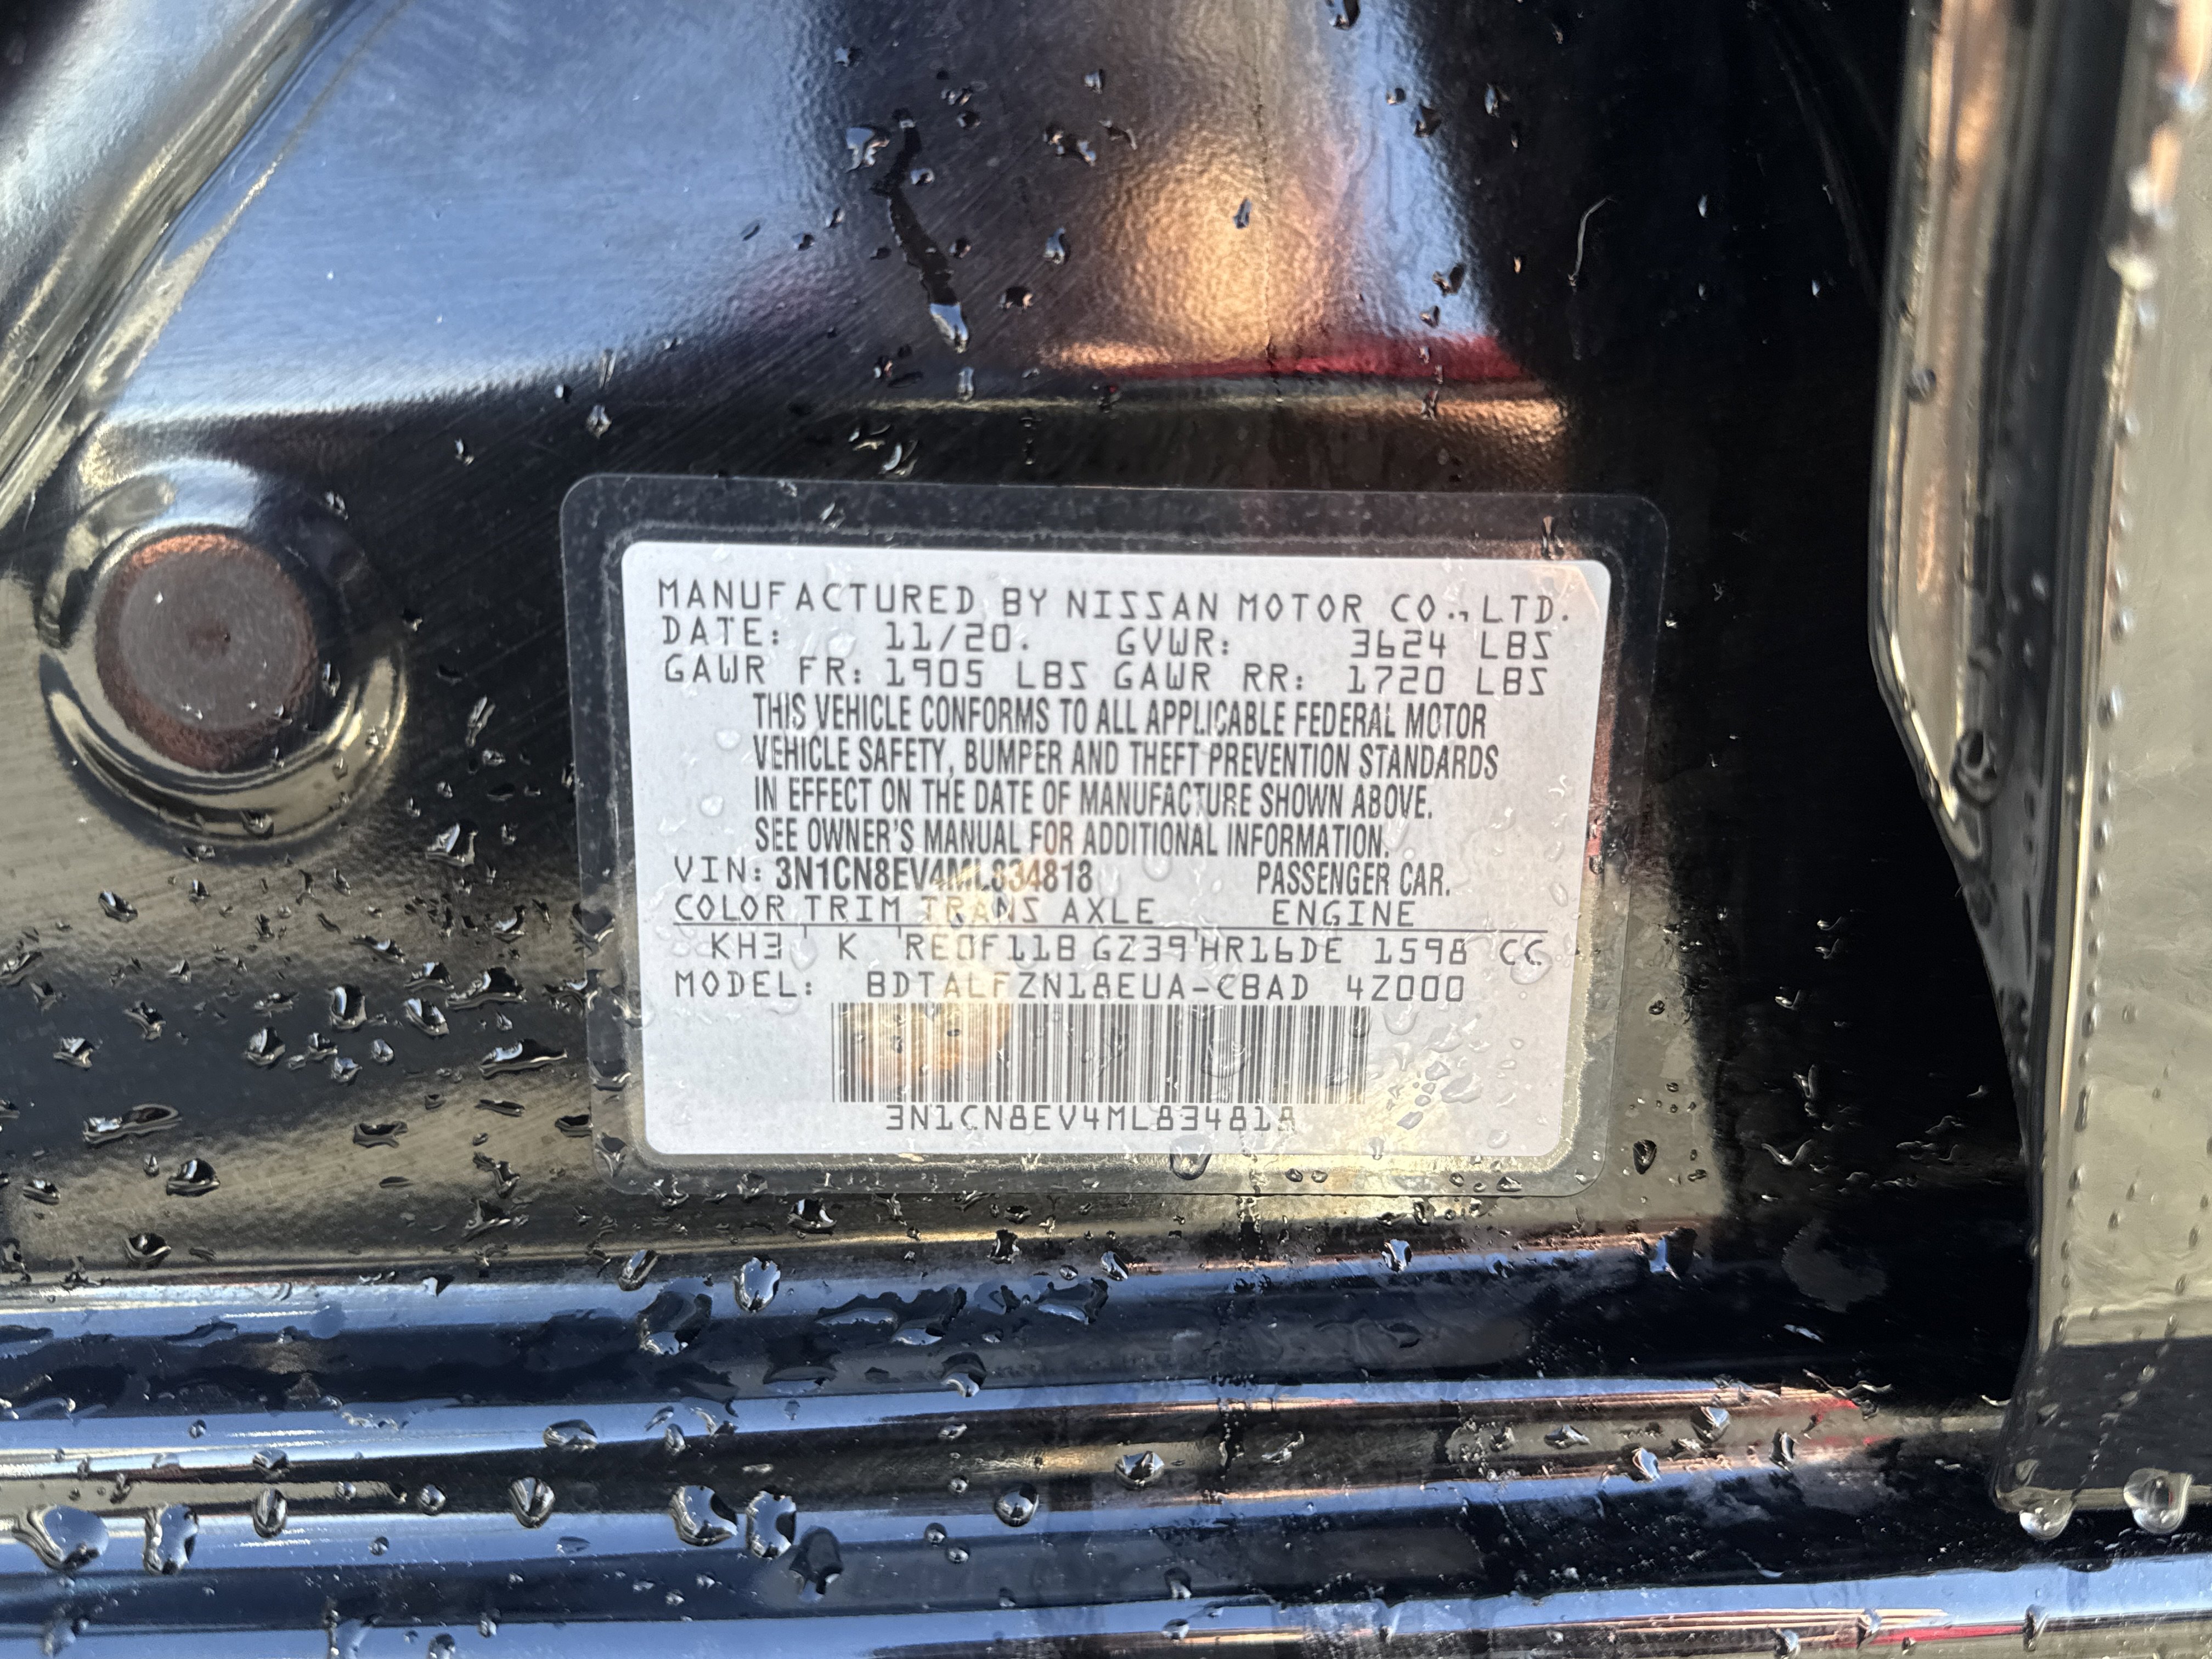 MANUFACTURED BY NISSAN MOTOR CO., LTD.
DATE: 11/20. GVWR: 3624 LBS
GAWR FR: 1905 LBS GAWR RR: 1720 LBS
THIS VEHICLE CONFORMS TO ALL APPLICABLE FEDERAL MOTOR
VEHICLE SAFETY, BUMPER AND THEFT PREVENTION STANDARDS
IN EFFECT ON THE DATE OF MANUFACTURE SHOWN ABOVE.
SEE OWNER'S MANUAL FOR ADDITIONAL INFORMATION.
VIN: 3N1CN8EV4ML834818 PASSENGER CAR.
COLOR TRIM TRANS AXLE ENGINE
KH3 K RE0F11B GZ39 HR16DE 1598 CC
MODEL: BDTALFZN18EUA-CBAD 4Z000
3N1CN8EV4ML834818